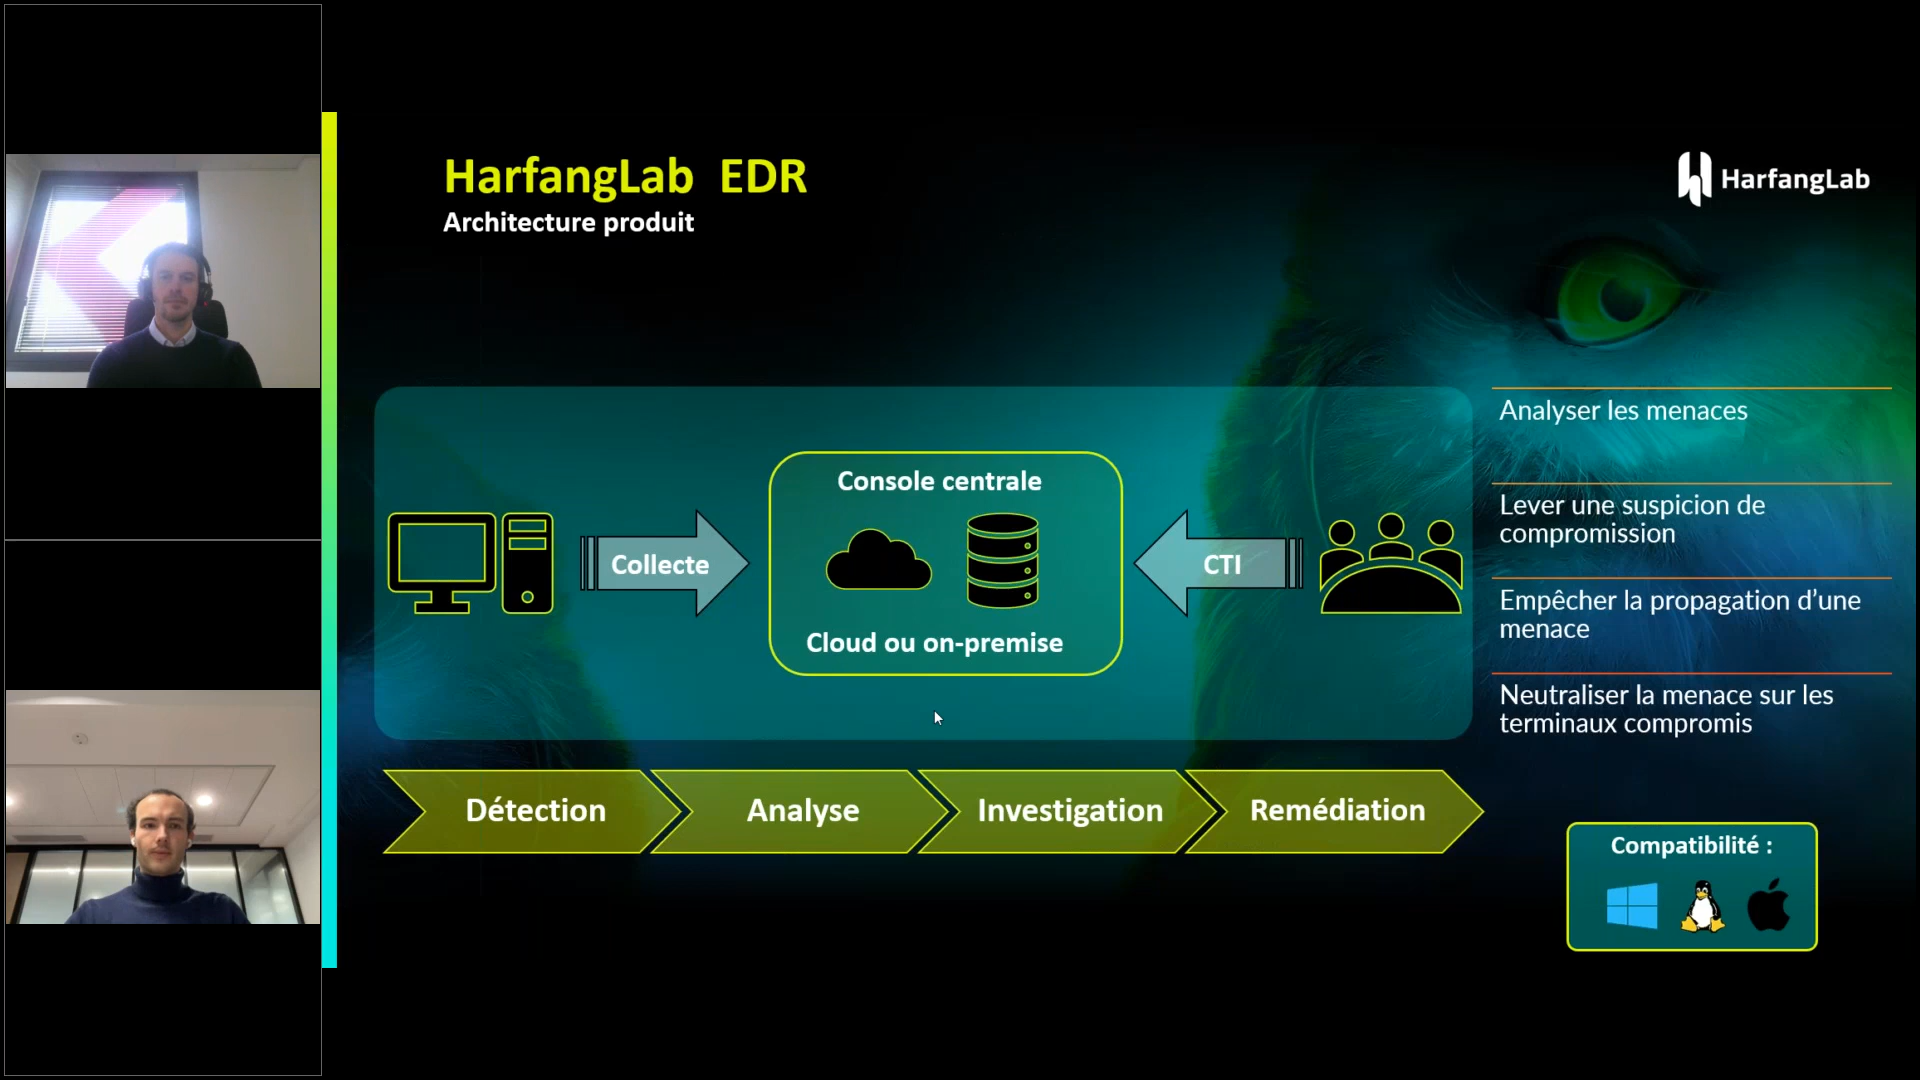 HarfangLab EDR
Architecture produit
HarfangLab
Console centrale
Collecte
CTI
Cloud ou on-premise
Analyser les menaces
Lever une suspicion de
compromission
Empêcher la propagation d’une
menace
Neutraliser la menace sur les
terminaux compromis
Détection
Analyse
Investigation
Remédiation
Compatibilité :